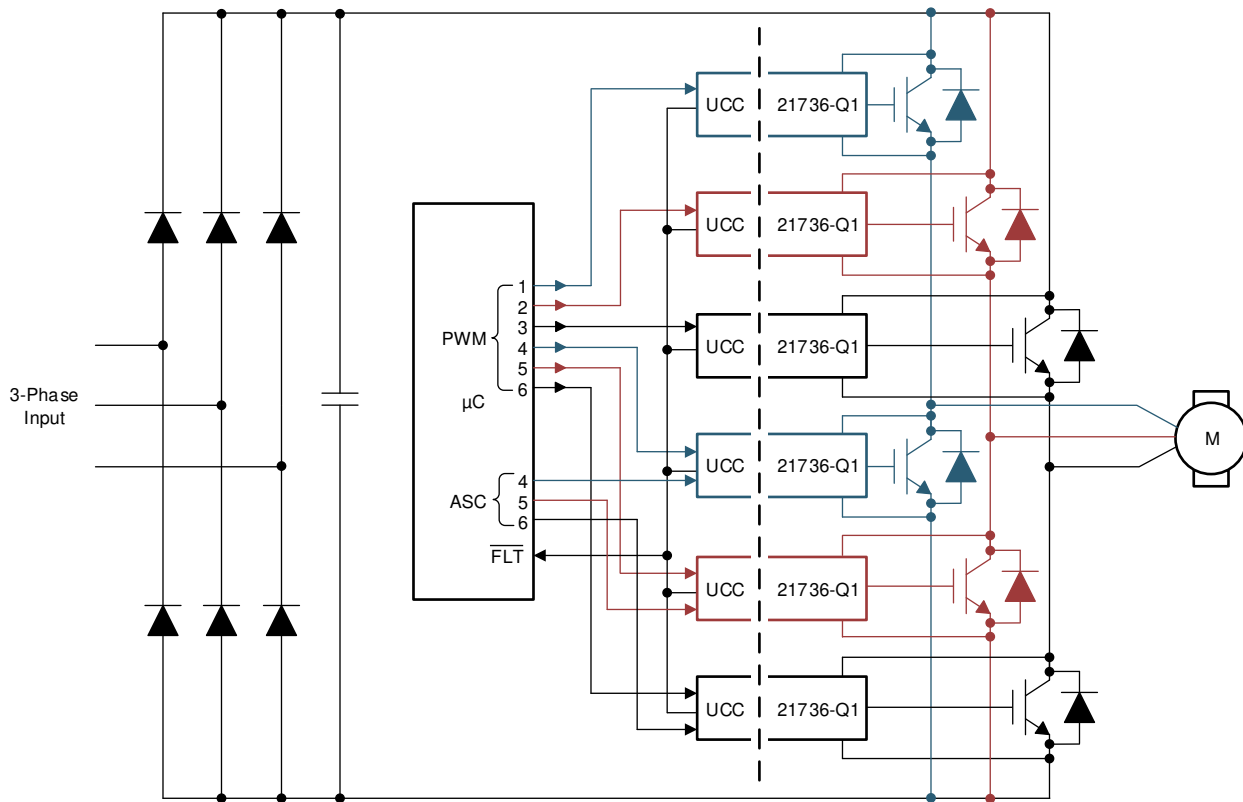 3-Phase
Input
PWM
1
2
3
4
5
6
µC
ASC
4
5
6
FLT
UCC 21736-Q1
UCC 21736-Q1
UCC 21736-Q1
UCC 21736-Q1
UCC 21736-Q1
UCC 21736-Q1
M